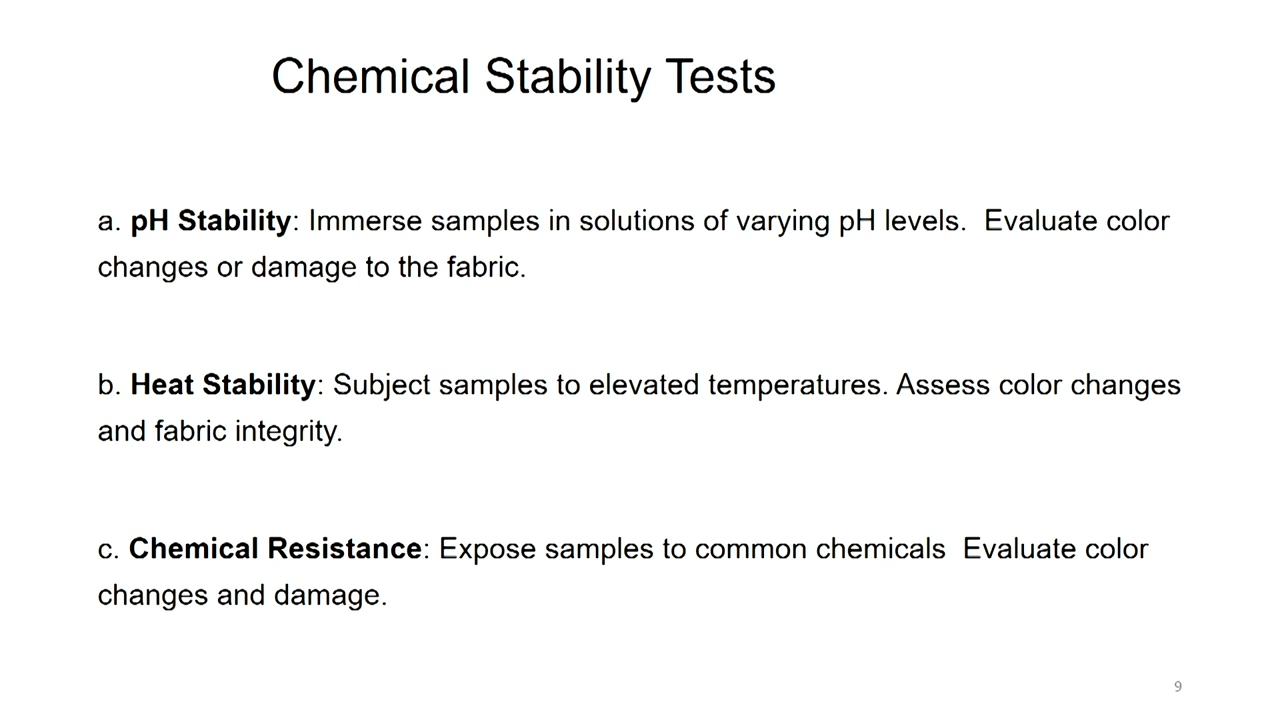 Chemical Stability Tests
a. pH Stability: Immerse samples in solutions of varying pH levels.  Evaluate color
changes or damage to the fabric.
b. Heat Stability: Subject samples to elevated temperatures. Assess color changes
and fabric integrity.
c. Chemical Resistance: Expose samples to common chemicals  Evaluate color
changes and damage.
9